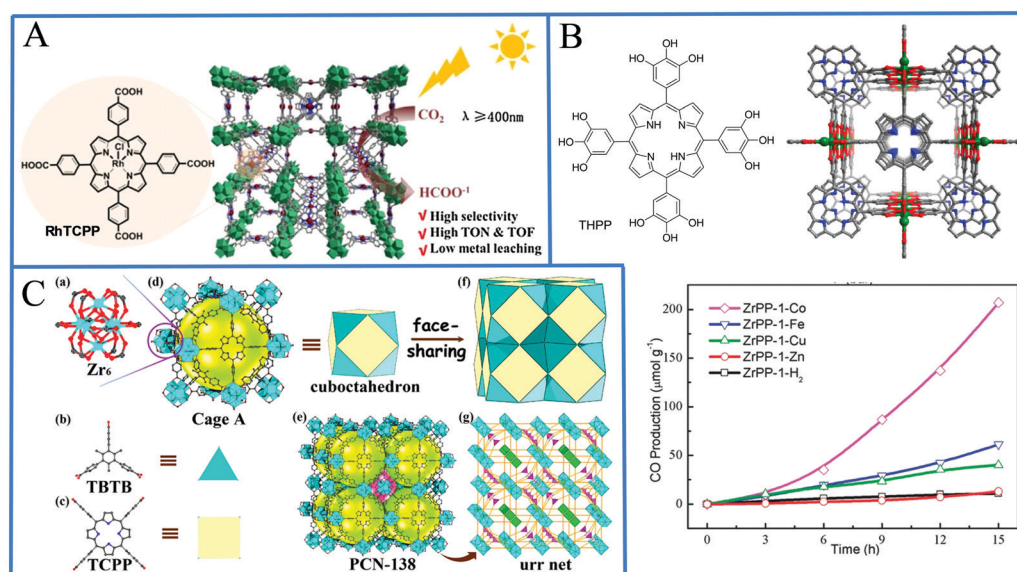 A
COOH
HOOC
Cl
N
N
Rh
N
N
COOH
COOH
RhTCPP
CO₂
λ ≥400nm
HCOO⁻¹
√ High selectivity
√ High TON & TOF
√ Low metal leaching
B
OH
HO
OH
HO
HO
HO
NH
N
N
HN
OH
OH
OH
HO
OH
OH
THPP
C
(a)
Zr₆
(d)
Cage A
cuboctahedron
face-
sharing
(f)
(b)
TBTB
(c)
TCPP
(e)
PCN-138
(g)
urr net
CO Production (μmol g⁻¹)
200
150
100
50
0
ZrPP-1-Co
ZrPP-1-Fe
ZrPP-1-Cu
ZrPP-1-Zn
ZrPP-1-H₂
0 3 6 9 12 15
Time (h)